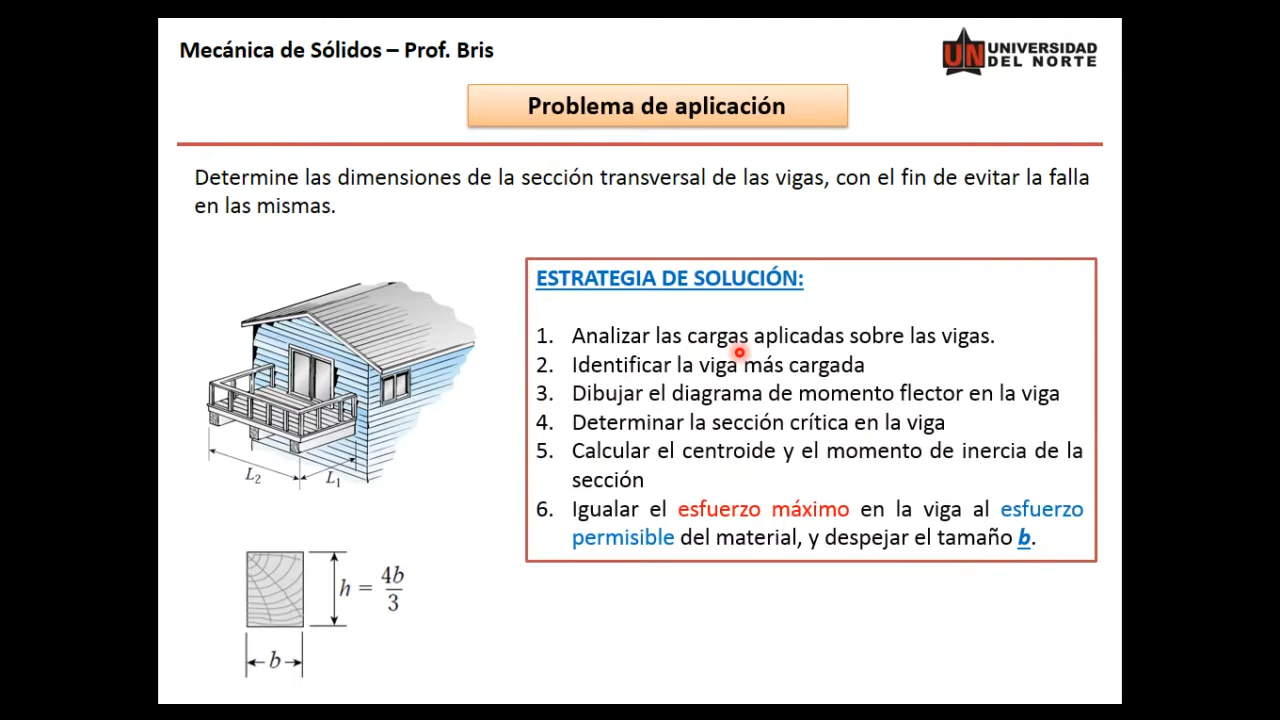 Mecánica de Sólidos – Prof. Bris
UN UNIVERSIDAD
DEL NORTE
Problema de aplicación
Determine las dimensiones de la sección transversal de las vigas, con el fin de evitar la falla
en las mismas.
ESTRATEGIA DE SOLUCIÓN:
1. Analizar las cargas aplicadas sobre las vigas.
2. Identificar la viga más cargada
3. Dibujar el diagrama de momento flector en la viga
4. Determinar la sección crítica en la viga
5. Calcular el centroide y el momento de inercia de la
sección
6. Igualar el esfuerzo máximo en la viga al esfuerzo
permisible del material, y despejar el tamaño b.
L₂
L₁
h = 4b/3
b